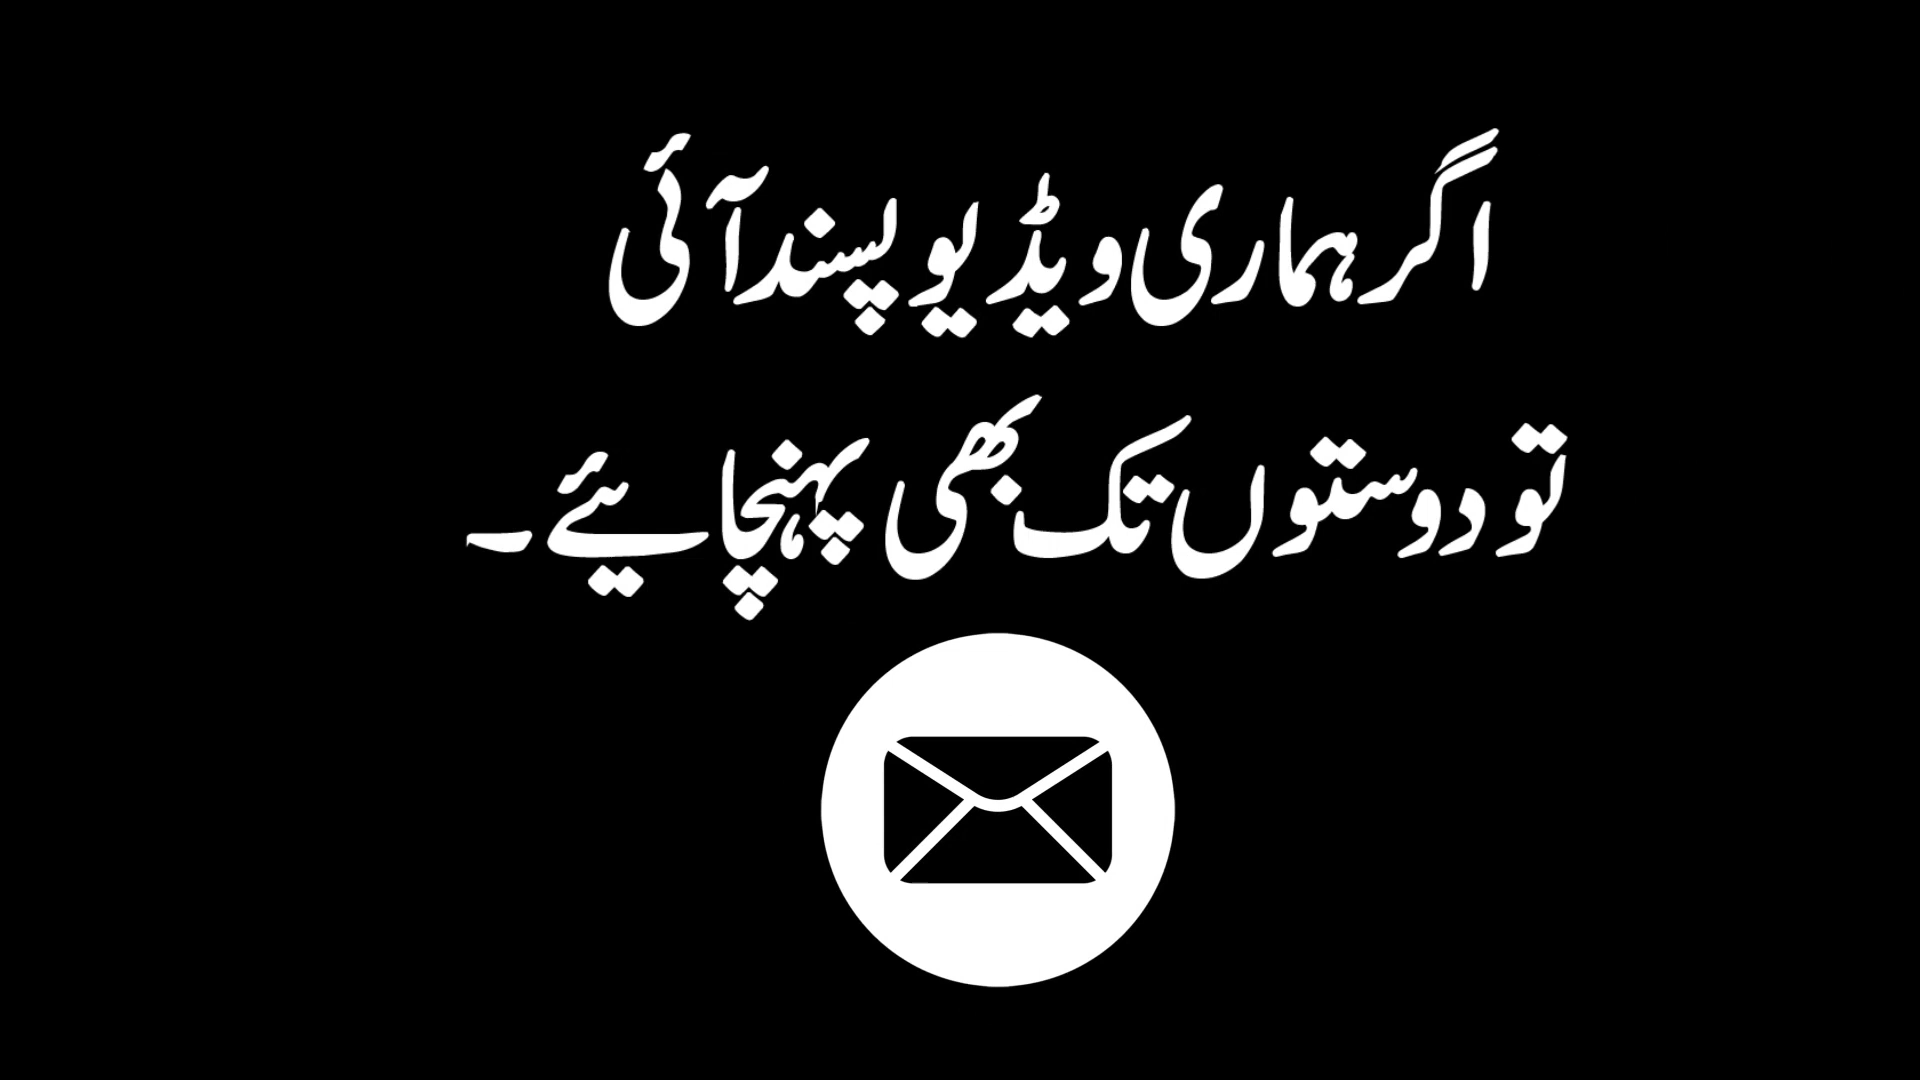 اگر ہماری ویڈیو پسند آئی
تو دوستوں تک بھی پہنچایئے۔